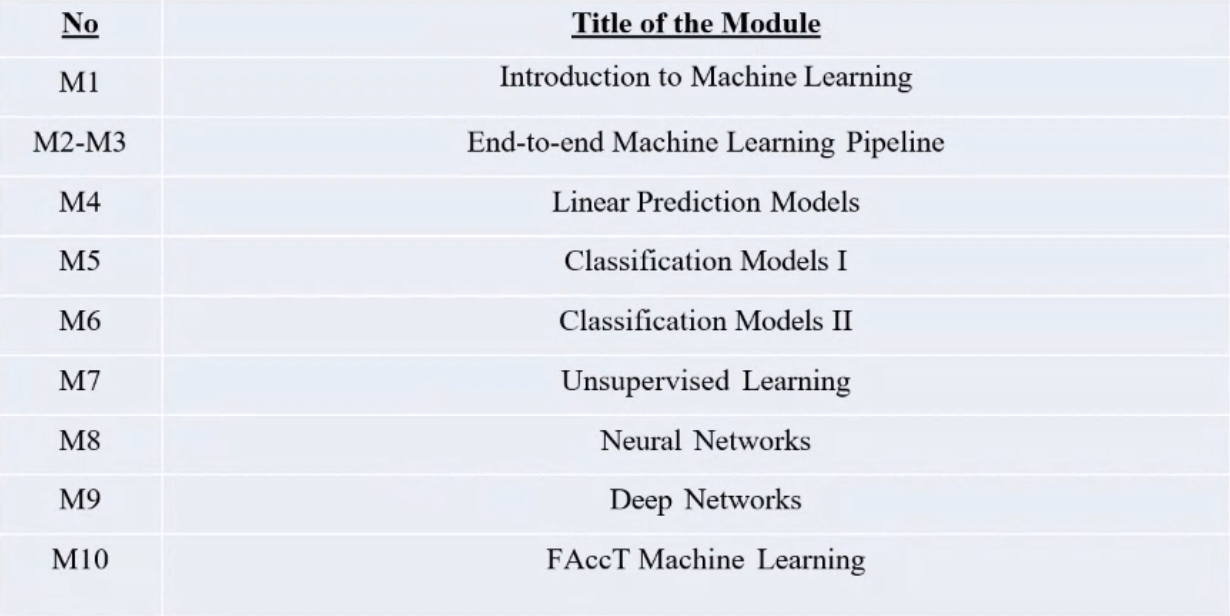 No Title of the Module
M1 Introduction to Machine Learning
M2-M3 End-to-end Machine Learning Pipeline
M4 Linear Prediction Models
M5 Classification Models I
M6 Classification Models II
M7 Unsupervised Learning
M8 Neural Networks
M9 Deep Networks
M10 FAccT Machine Learning